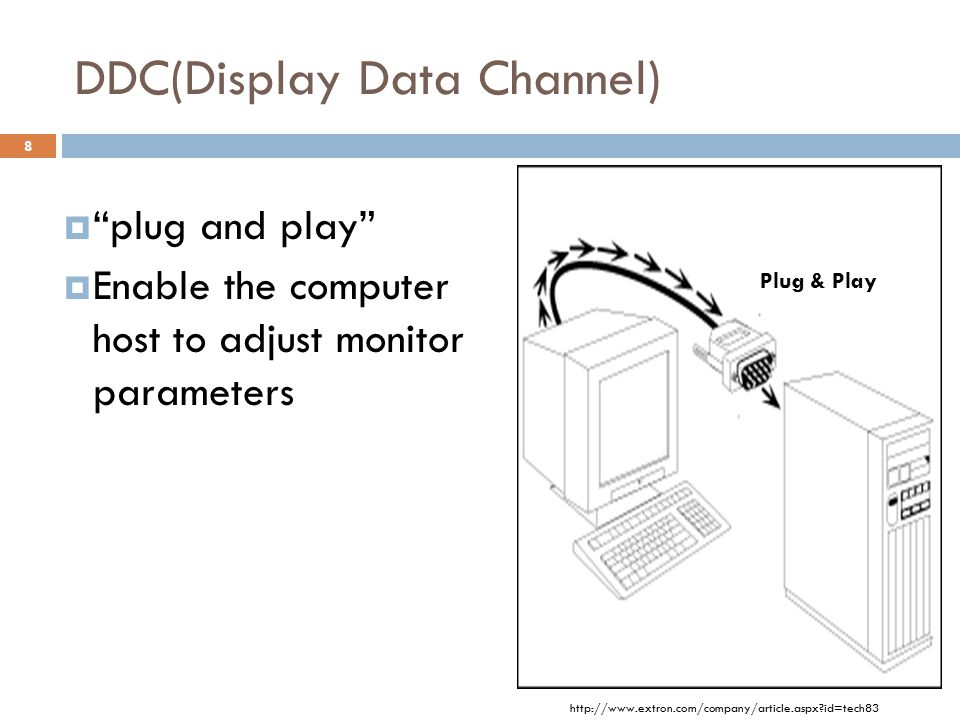 DDC(Display Data Channel)
8
“plug and play”
Enable the computer
host to adjust monitor
parameters
Plug & Play
http://www.extron.com/company/article.aspx?id=tech83